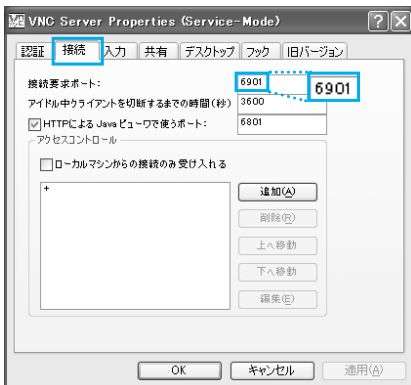 VNC Server Properties (Service-Mode)
認証 接続 入力 共有 デスクトップ フック 旧バージョン
接続要求ポート: 6901 6901
アイドル中クライアントを切断するまでの時間(秒) 3600
HTTPによる Java ビューワで使うポート: 6801
アクセスコントロール
ローカルマシンからの接続のみ受け入れる
+
追加(A)
削除(R)
上へ移動
下へ移動
編集(E)
OK キャンセル 適用(A)